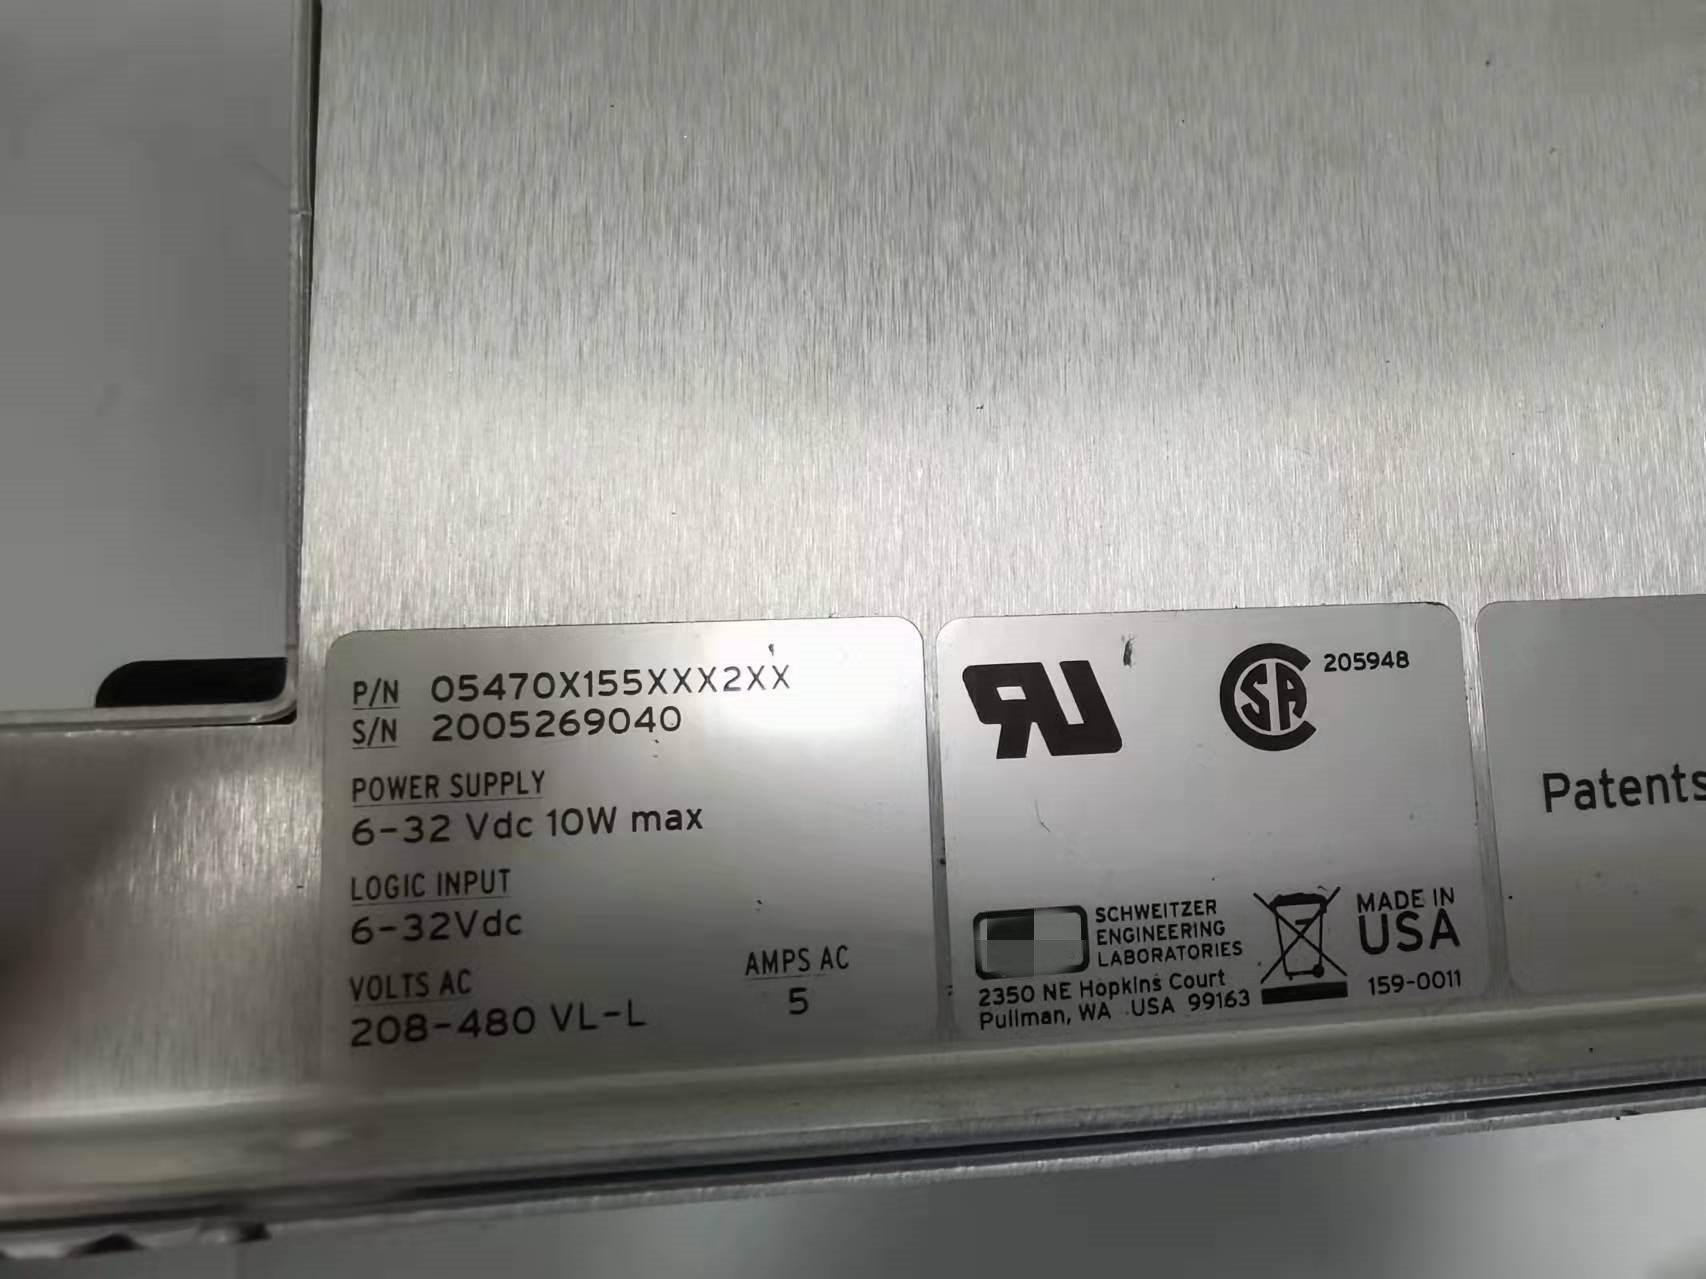 P/N 05470X155XXX2XX
S/N 2005269040
POWER SUPPLY
6-32 Vdc 10W max
LOGIC INPUT
6-32Vdc
VOLTS AC
208-480 VL-L
AMPS AC
5
205948
SCHWEITZER
ENGINEERING
LABORATORIES
2350 NE Hopkins Court
Pullman, WA USA 99163
MADE IN
USA
159-0011
Patents